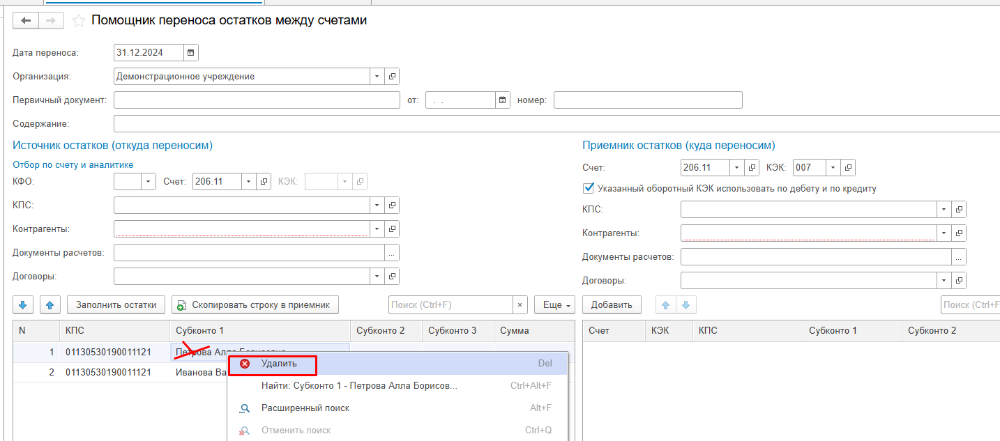 Помощник переноса остатков между счетами
Дата переноса: 31.12.2024
Организация: Демонстрационное учреждение
Первичный документ: от: . . номер:
Содержание:
Источник остатков (откуда переносим)
Приемник остатков (куда переносим)
Отбор по счету и аналитике
Счет: 206.11 КЭК: 007
КФО: Счет: 206.11 КЭК:
Указанный оборотный КЭК использовать по дебету и по кредиту
КПС:
КПС:
Контрагенты:
Контрагенты:
Документы расчетов: ...
Документы расчетов: ...
Договоры:
Договоры:
Заполнить остатки Скопировать строку в приемник Поиск (Ctrl+F) × Еще Добавить Поиск (Ctrl+
N КПС Субконто 1 Субконто 2 Субконто 3 Сумма Счет КЭК КПС Субконто 1 Субконто 2
1 01130530190011121 Петрова Алла Борисовна
Удалить Del
2 01130530190011121 Иванова Ва
Найти: Субконто 1 - Петрова Алла Борисов... Ctrl+Alt+F
Расширенный поиск Alt+F
Отменить поиск Ctrl+Q